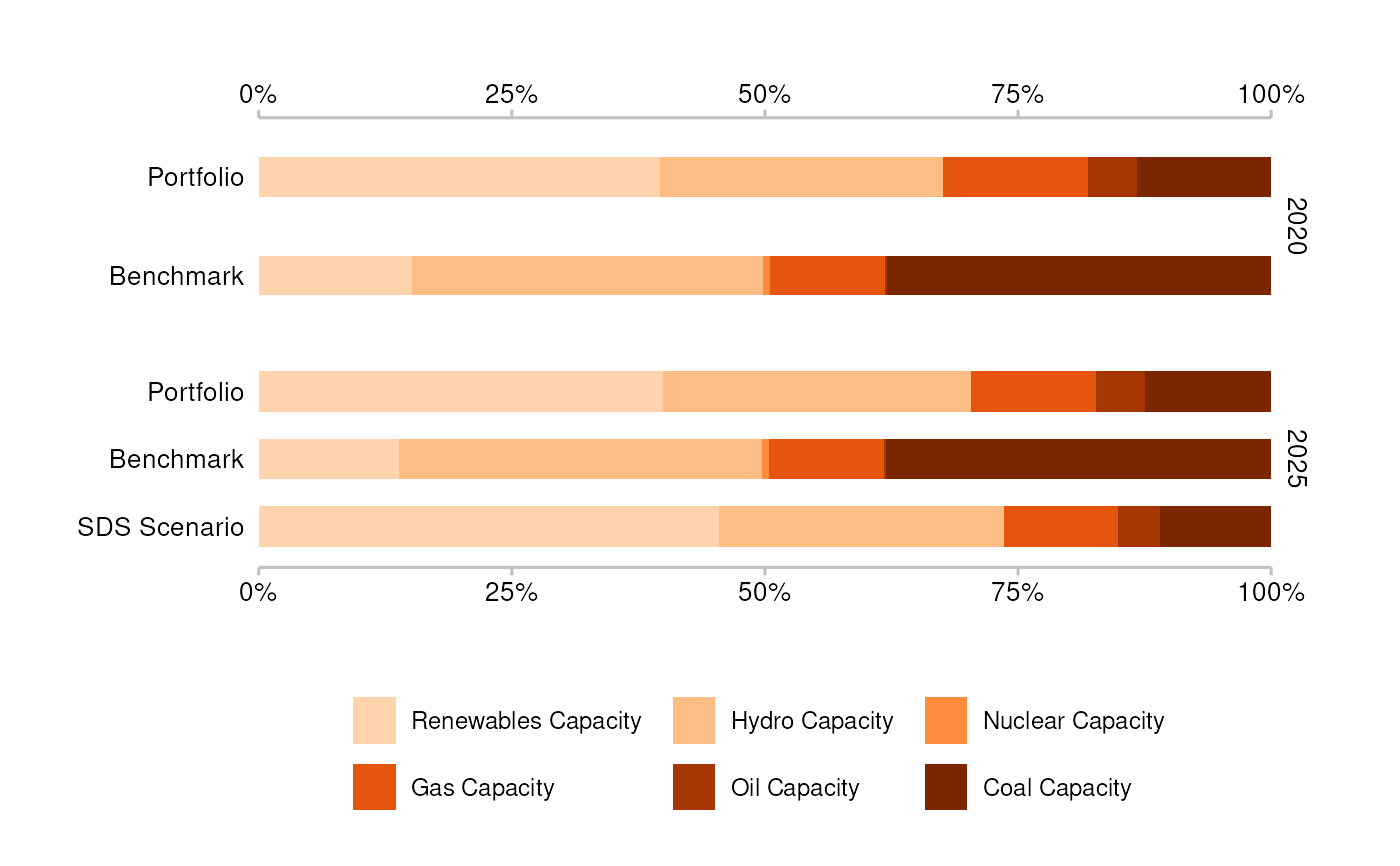 0% 25% 50% 75% 100%
Portfolio
2020
Benchmark
Portfolio
Benchmark
2025
SDS Scenario
0% 25% 50% 75% 100%
Renewables Capacity Hydro Capacity Nuclear Capacity
Gas Capacity Oil Capacity Coal Capacity